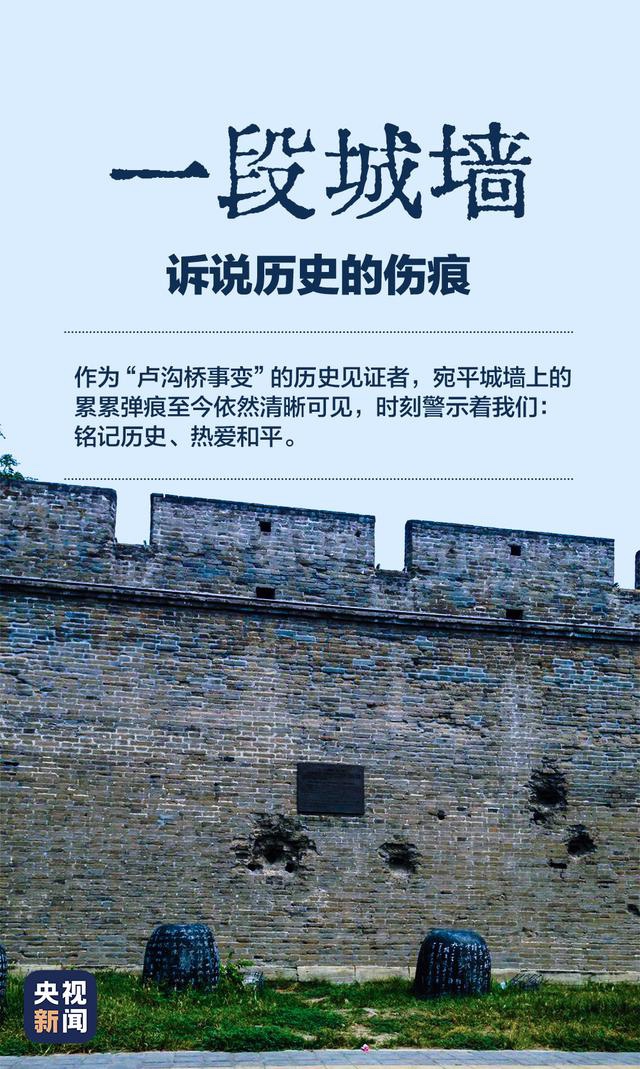 一段城墙
诉说历史的伤痕
作为“卢沟桥事变”的历史见证者，宛平城墙上的
累累弹痕至今依然清晰可见，时刻警示着我们：
铭记历史、热爱和平。
央视
新闻